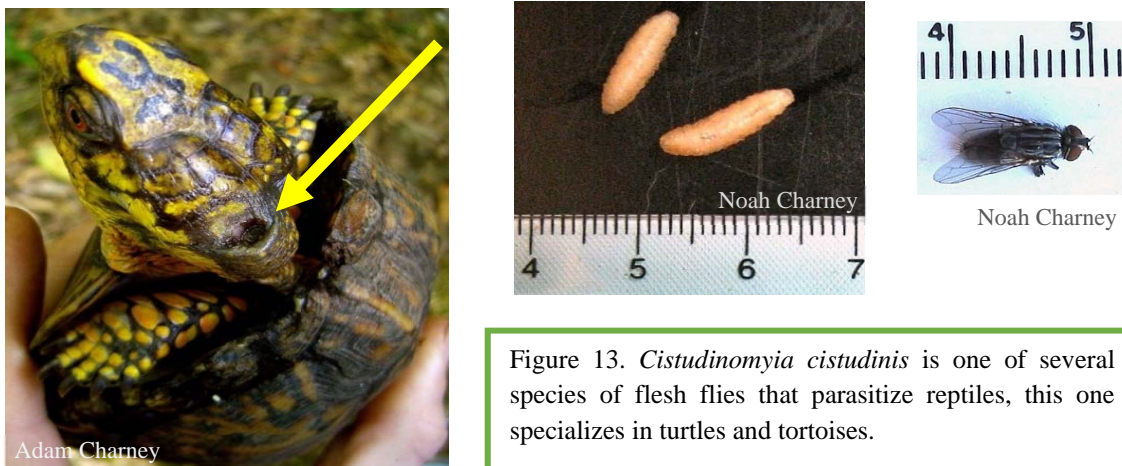 Adam Charney
Noah Charney
4 5 6 7
4 5
Noah Charney
Figure 13. Cistudinomyia cistudinis is one of several
species of flesh flies that parasitize reptiles, this one
specializes in turtles and tortoises.